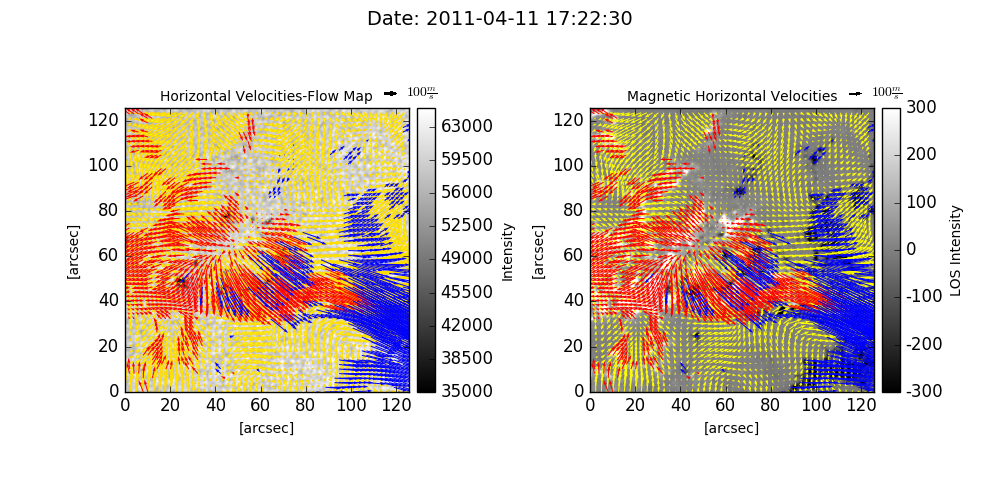 Date: 2011-04-11 17:22:30
Horizontal Velocities-Flow Map
100 m/s
Magnetic Horizontal Velocities
100 m/s
120
100
80
60
40
20
0
[arcsec]
0 20 40 60 80 100 120
[arcsec]
63000
59500
56000
52500
49000
45500
42000
38500
35000
Intensity
120
100
80
60
40
20
0
[arcsec]
0 20 40 60 80 100 120
[arcsec]
300
200
100
0
-100
-200
-300
LOS Intensity